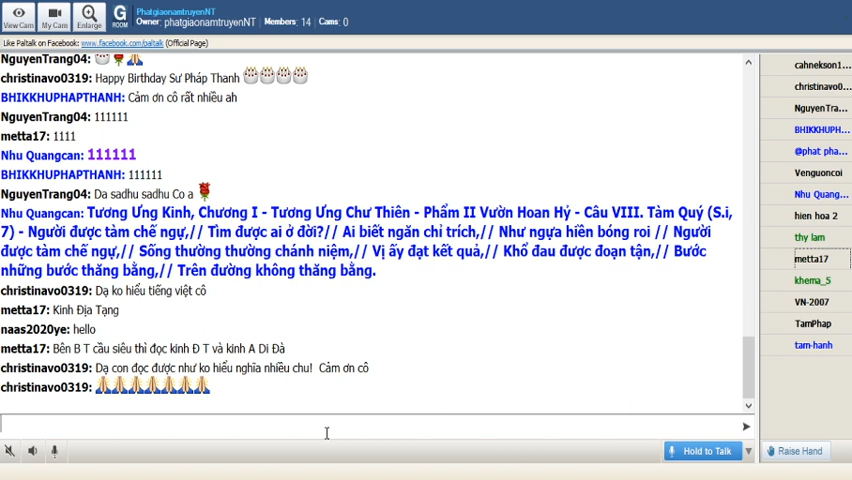 View Cam
My Cam
Enlarge
G
ROOM
PhatgiaonamtruyenNT
Owner: phatgiaonamtruyenNT Members: 14 Cams: 0
Like Paltalk on Facebook: www.facebook.com/paltalk (Official Page)
NguyenTrang04:
christinavo0319: Happy Birthday Sư Pháp Thanh
BHIKKHUPHAPTHANH: Cảm ơn cô rất nhiều ah
NguyenTrang04: 111111
metta17: 1111
Nhu Quangcan: 111111
BHIKKHUPHAPTHANH: 111111
NguyenTrang04: Da sadhu sadhu Co a
Nhu Quangcan: Tương Ưng Kinh, Chương I - Tương Ưng Chư Thiên - Phẩm II Vườn Hoan Hỷ - Câu VIII. Tàm Quý (S.i,
7) - Người được tàm chế ngự,// Tìm được ai ở đời?// Ai biết ngăn chỉ trích,// Như ngựa hiền bóng roi // Người
được tàm chế ngự,// Sống thường thường chánh niệm,// Vị ấy đạt kết quả,// Khổ đau được đoạn tận,// Bước
những bước thăng bằng,// Trên đường không thăng bằng.
christinavo0319: Dạ ko hiểu tiếng việt cô
metta17: Kinh Địa Tạng
naas2020ye: hello
metta17: Bên B T cầu siêu thì đọc kinh Đ T và kinh A Di Đà
christinavo0319: Dạ con đọc được như ko hiểu nghĩa nhiều chu! Cảm ơn cô
christinavo0319:
cahnekson1...
christinavo0...
NguyenTra...
BHIKKHUPH...
@phat pha...
Venguoncoi
Nhu Quang...
hien hoa 2
thy lam
metta17
khema_5
VN-2007
TamPhap
tam-hanh
Hold to Talk
Raise Hand